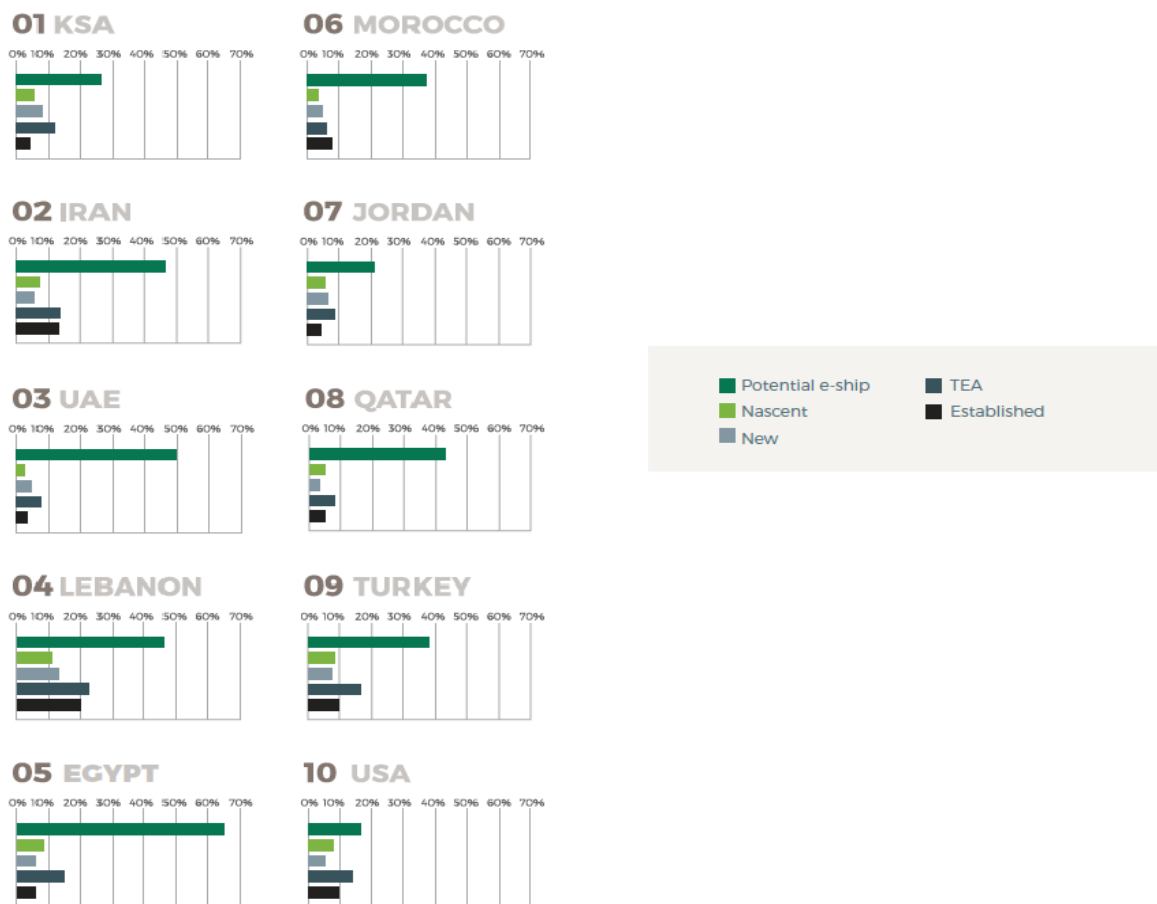 01 KSA
0% 10% 20% 30% 40% 50% 60% 70%
02 IRAN
0% 10% 20% 30% 40% 50% 60% 70%
03 UAE
0% 10% 20% 30% 40% 50% 60% 70%
04 LEBANON
0% 10% 20% 30% 40% 50% 60% 70%
05 EGYPT
0% 10% 20% 30% 40% 50% 60% 70%
06 MOROCCO
0% 10% 20% 30% 40% 50% 60% 70%
07 JORDAN
0% 10% 20% 30% 40% 50% 60% 70%
08 QATAR
0% 10% 20% 30% 40% 50% 60% 70%
09 TURKEY
0% 10% 20% 30% 40% 50% 60% 70%
10 USA
0% 10% 20% 30% 40% 50% 60% 70%
Potential e-ship
Nascent
New
TEA
Established